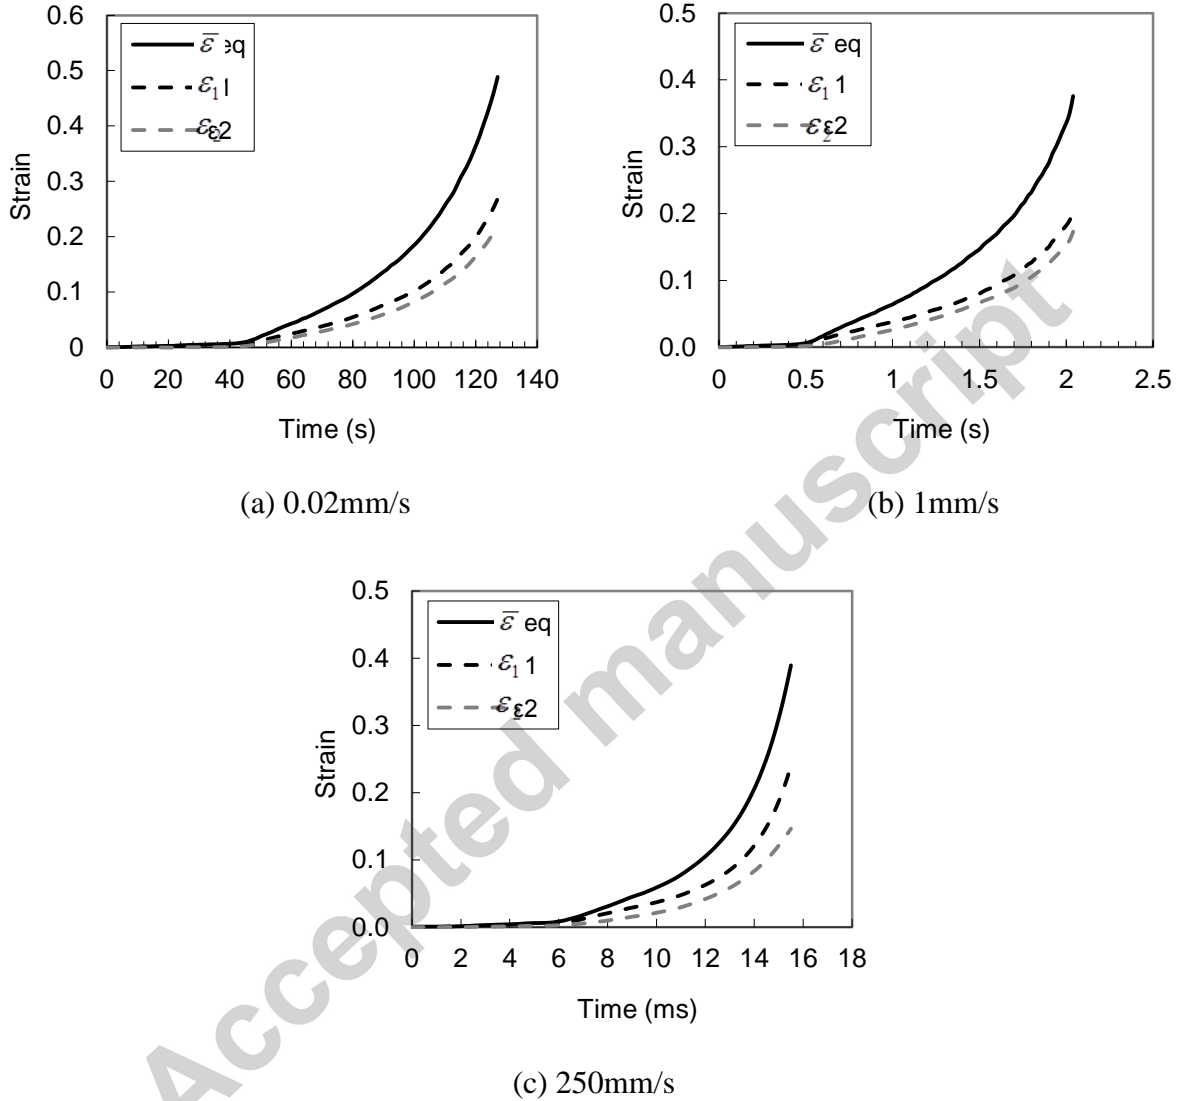 0.6
0.5
0.4
0.3
0.2
0.1
0
Strain
ε̅ eq
ε₁ 1
ε₂ ε2
0 20 40 60 80 100 120 140
Time (s)
(a) 0.02mm/s
0.5
0.4
0.3
0.2
0.1
0.0
Strain
ε̅ eq
ε₁ 1
ε₂ ε2
0 0.5 1 1.5 2 2.5
Time (s)
(b) 1mm/s
0.5
0.4
0.3
0.2
0.1
0.0
Strain
ε̅ eq
ε₁ 1
ε₂ ε2
0 2 4 6 8 10 12 14 16 18
Time (ms)
(c) 250mm/s
Accepted manuscript